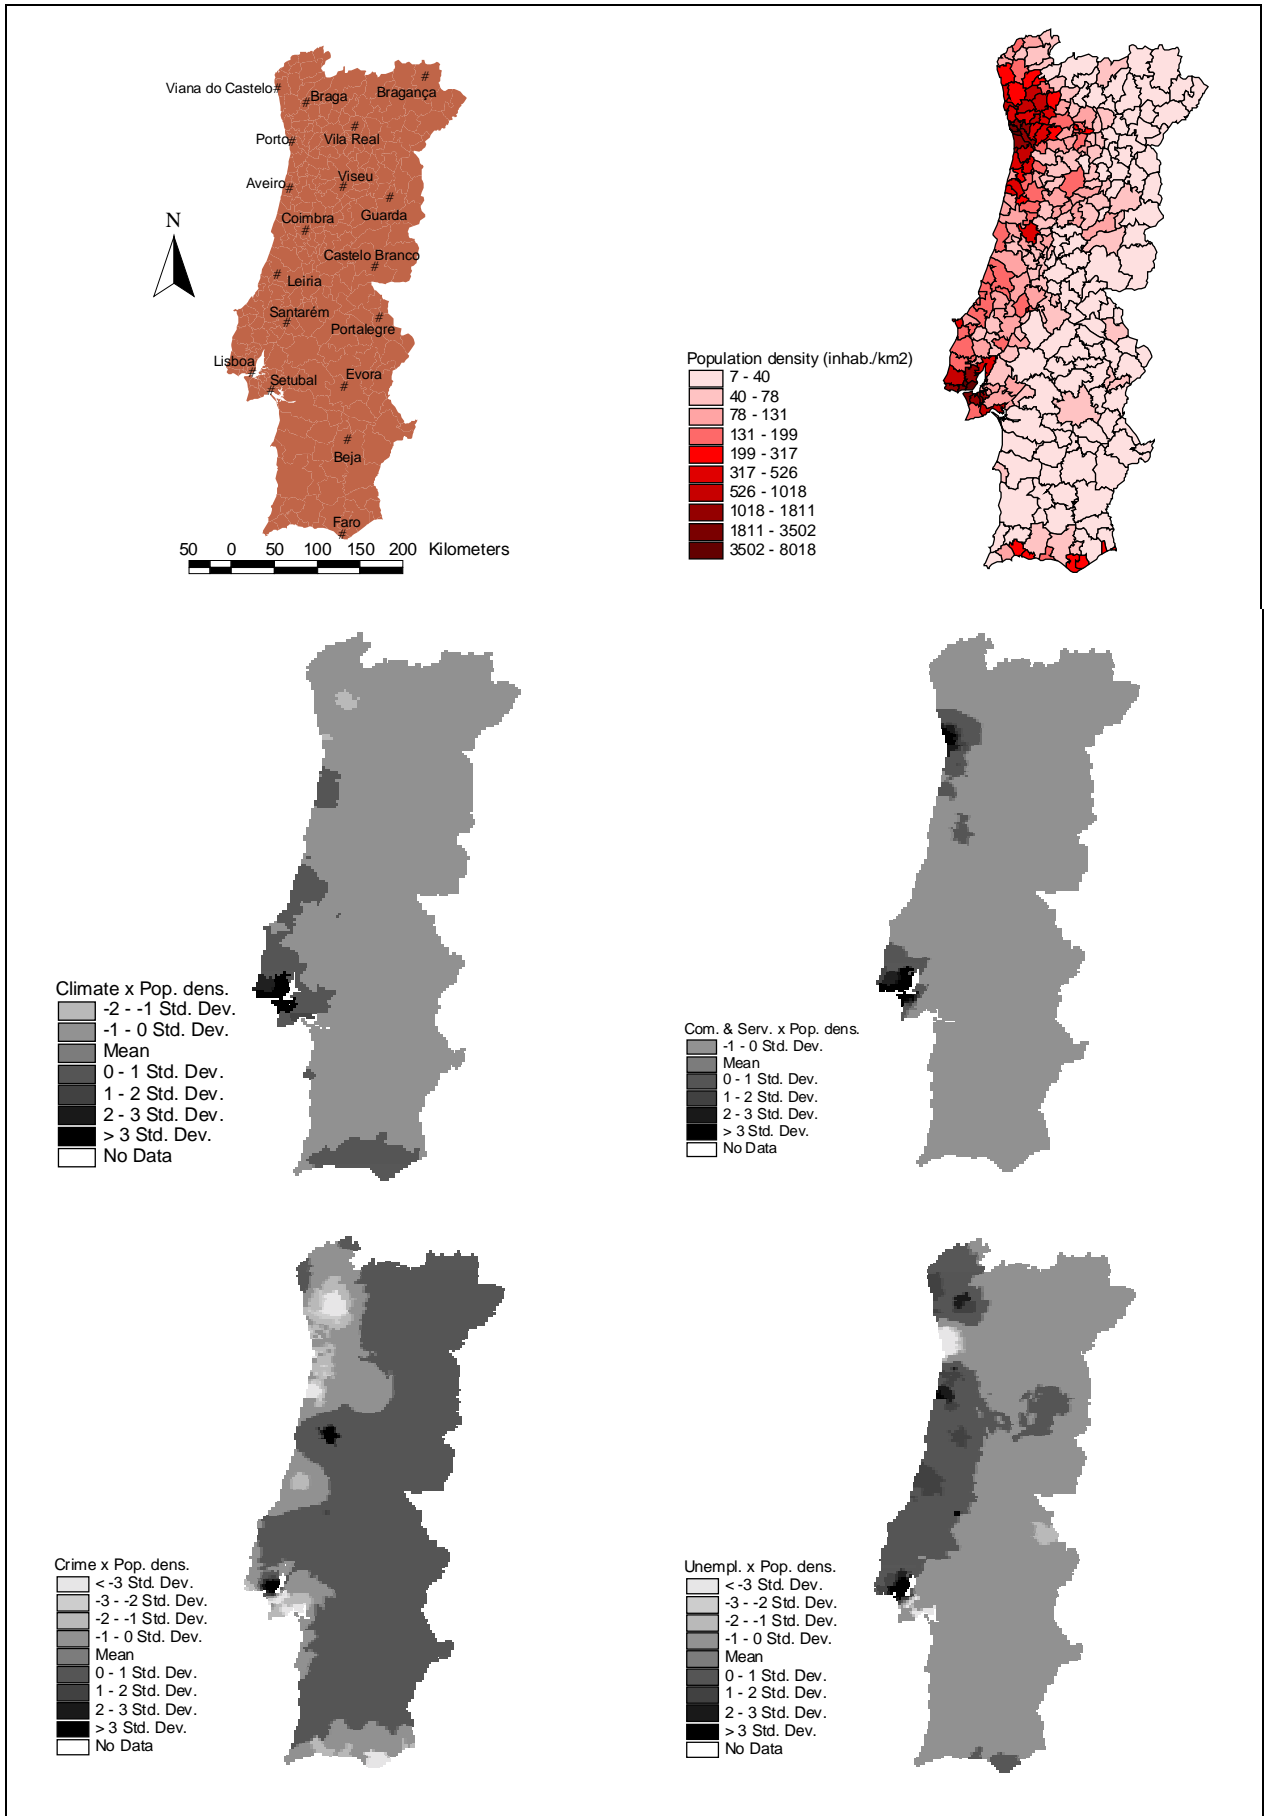 Viana do Castelo
#
#
Braga
Bragança
#
Porto
#
#
Vila Real
Aveiro
#
Viseu
#
#
Guarda
Coimbra
#
N
Castelo Branco
#
#
Leiria
Santarém
#
#
Portalegre
Lisboa
#
Setubal
#
Evora
#
#
Beja
Faro
#
50 0 50 100 150 200 Kilometers
Population density (inhab./km2)
7 - 40
40 - 78
78 - 131
131 - 199
199 - 317
317 - 526
526 - 1018
1018 - 1811
1811 - 3502
3502 - 8018
Climate x Pop. dens.
-2 - -1 Std. Dev.
-1 - 0 Std. Dev.
Mean
0 - 1 Std. Dev.
1 - 2 Std. Dev.
2 - 3 Std. Dev.
> 3 Std. Dev.
No Data
Com. & Serv. x Pop. dens.
-1 - 0 Std. Dev.
Mean
0 - 1 Std. Dev.
1 - 2 Std. Dev.
2 - 3 Std. Dev.
> 3 Std. Dev.
No Data
Crime x Pop. dens.
< -3 Std. Dev.
-3 - -2 Std. Dev.
-2 - -1 Std. Dev.
-1 - 0 Std. Dev.
Mean
0 - 1 Std. Dev.
1 - 2 Std. Dev.
2 - 3 Std. Dev.
> 3 Std. Dev.
No Data
Unempl. x Pop. dens.
< -3 Std. Dev.
-3 - -2 Std. Dev.
-2 - -1 Std. Dev.
-1 - 0 Std. Dev.
Mean
0 - 1 Std. Dev.
1 - 2 Std. Dev.
2 - 3 Std. Dev.
> 3 Std. Dev.
No Data